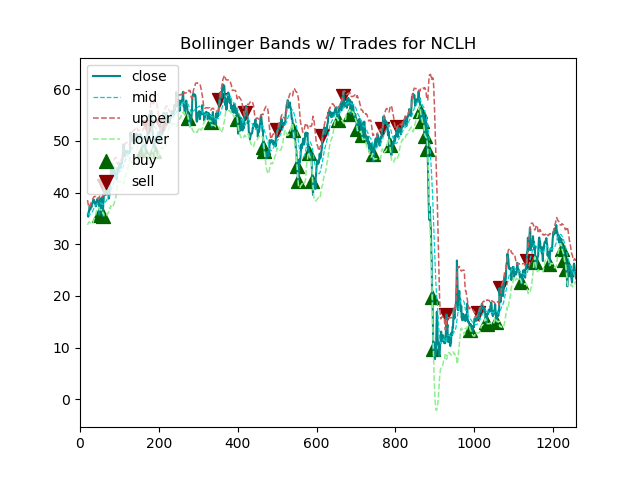 Bollinger Bands w/ Trades for NCLH
close
mid
upper
lower
buy
sell
60
50
40
30
20
10
0
0 200 400 600 800 1000 1200